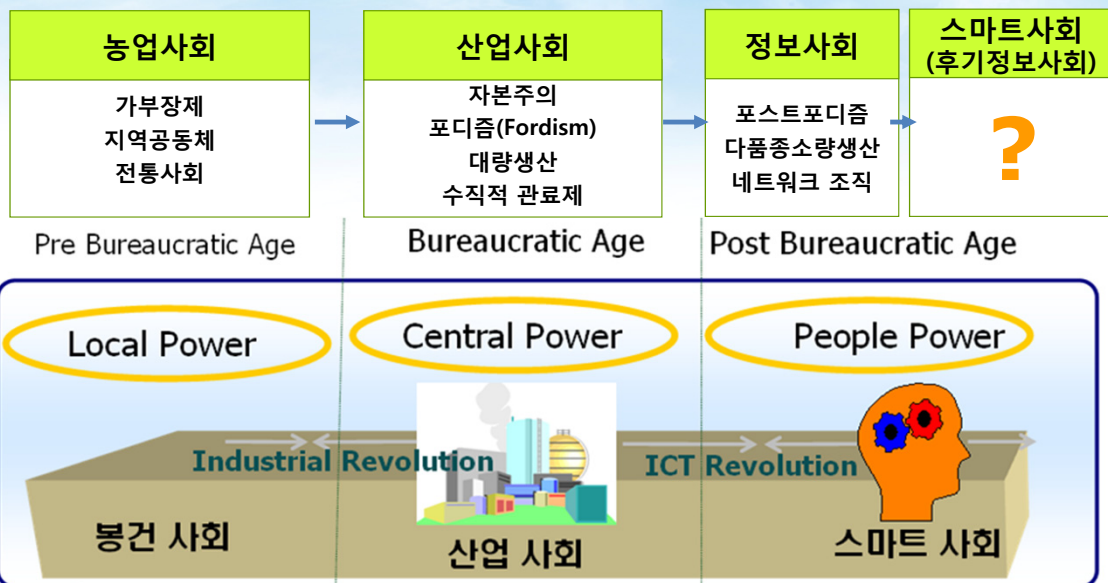 농업사회
가부장제
지역공동체
전통사회
산업사회
자본주의
포디즘(Fordism)
대량생산
수직적 관료제
정보사회
포스트포디즘
다품종소량생산
네트워크 조직
스마트사회
(후기정보사회)
?
Pre Bureaucratic Age
Bureaucratic Age
Post Bureaucratic Age
Local Power
Central Power
People Power
Industrial Revolution
ICT Revolution
봉건 사회
산업 사회
스마트 사회